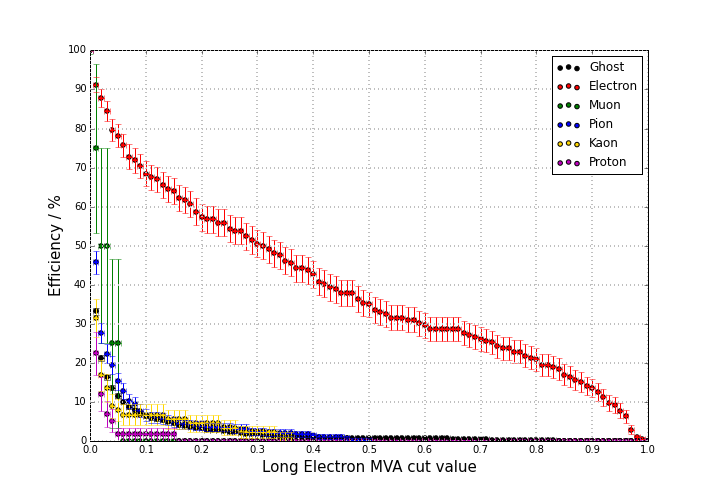 100
90
80
70
60
50
40
30
20
10
0
Efficiency / %
0.0 0.1 0.2 0.3 0.4 0.5 0.6 0.7 0.8 0.9 1.0
Long Electron MVA cut value
Ghost
Electron
Muon
Pion
Kaon
Proton